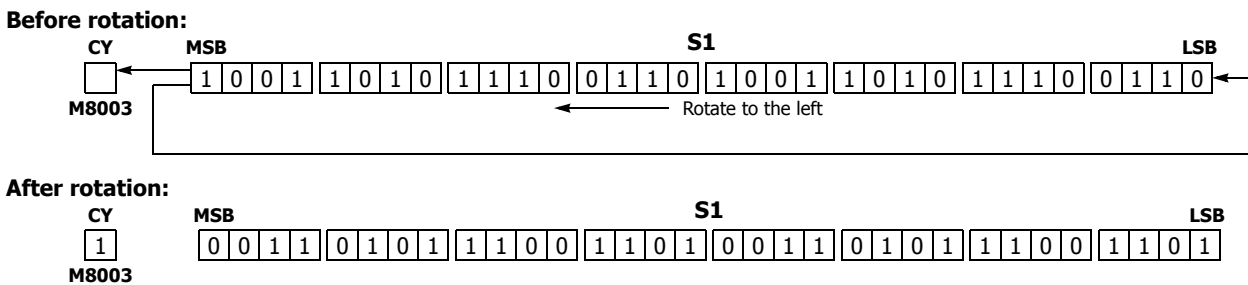 Before rotation:
CY MSB S1 LSB
1 0 0 1 1 0 1 0 1 1 1 0 0 1 1 0 1 0 0 1 1 0 1 0 1 1 1 0 0 1 1 0
M8003 Rotate to the left
After rotation:
CY MSB S1 LSB
1 0 0 1 1 0 1 0 1 1 1 0 0 1 1 0 1 0 0 1 1 0 1 0 1 1 1 0 0 1 1 0 1
M8003